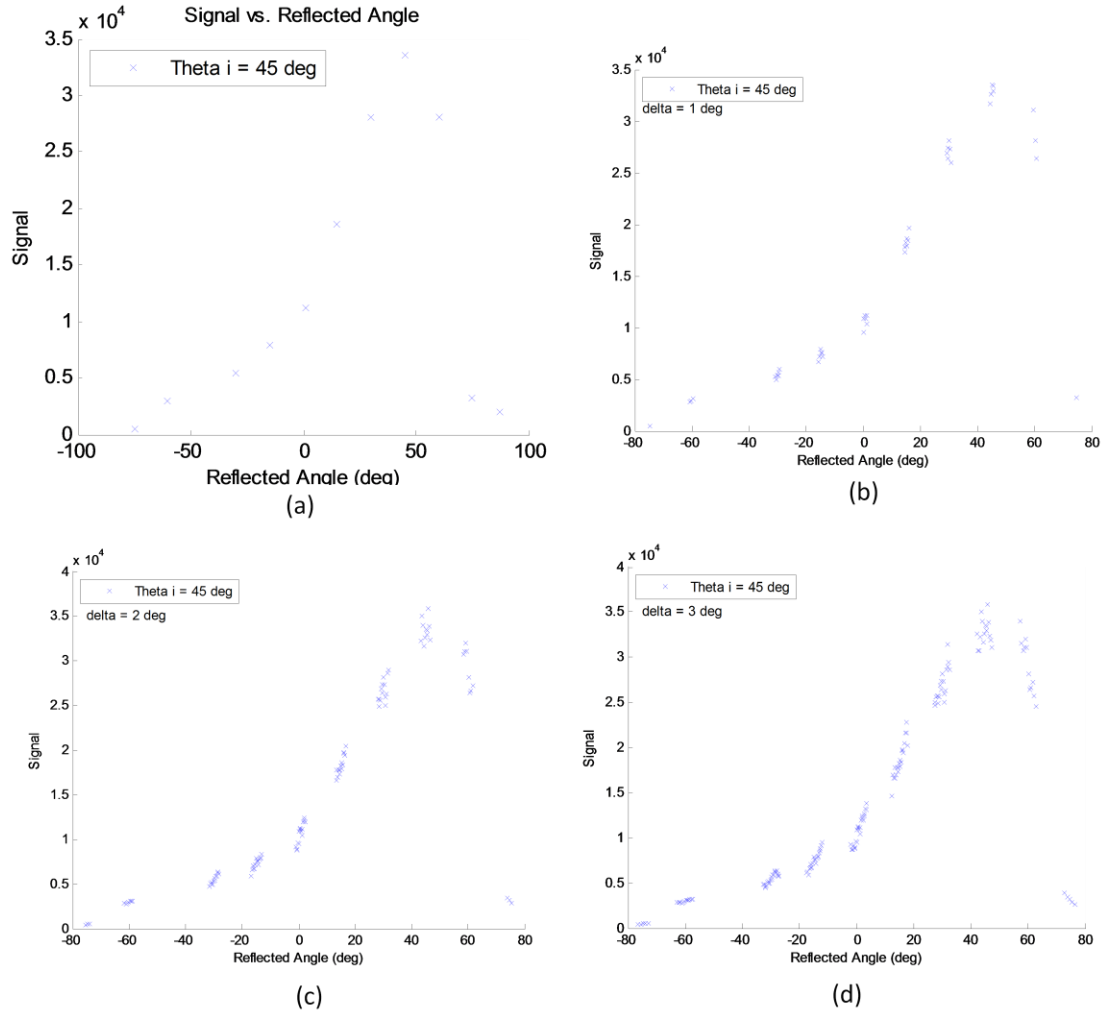 Signal vs. Reflected Angle
x 10^4
3.5
3
2.5
2
1.5
1
0.5
0
Signal
Theta i = 45 deg
-100
-50
0
50
100
Reflected Angle (deg)
(a)
x 10^4
3.5
3
2.5
2
1.5
1
0.5
0
Signal
Theta i = 45 deg
delta = 1 deg
-80
-60
-40
-20
0
20
40
60
80
Reflected Angle (deg)
(b)
x 10^4
4
3.5
3
2.5
2
1.5
1
0.5
0
Signal
Theta i = 45 deg
delta = 2 deg
-80
-60
-40
-20
0
20
40
60
80
Reflected Angle (deg)
(c)
x 10^4
4
3.5
3
2.5
2
1.5
1
0.5
0
Signal
Theta i = 45 deg
delta = 3 deg
-80
-60
-40
-20
0
20
40
60
80
Reflected Angle (deg)
(d)